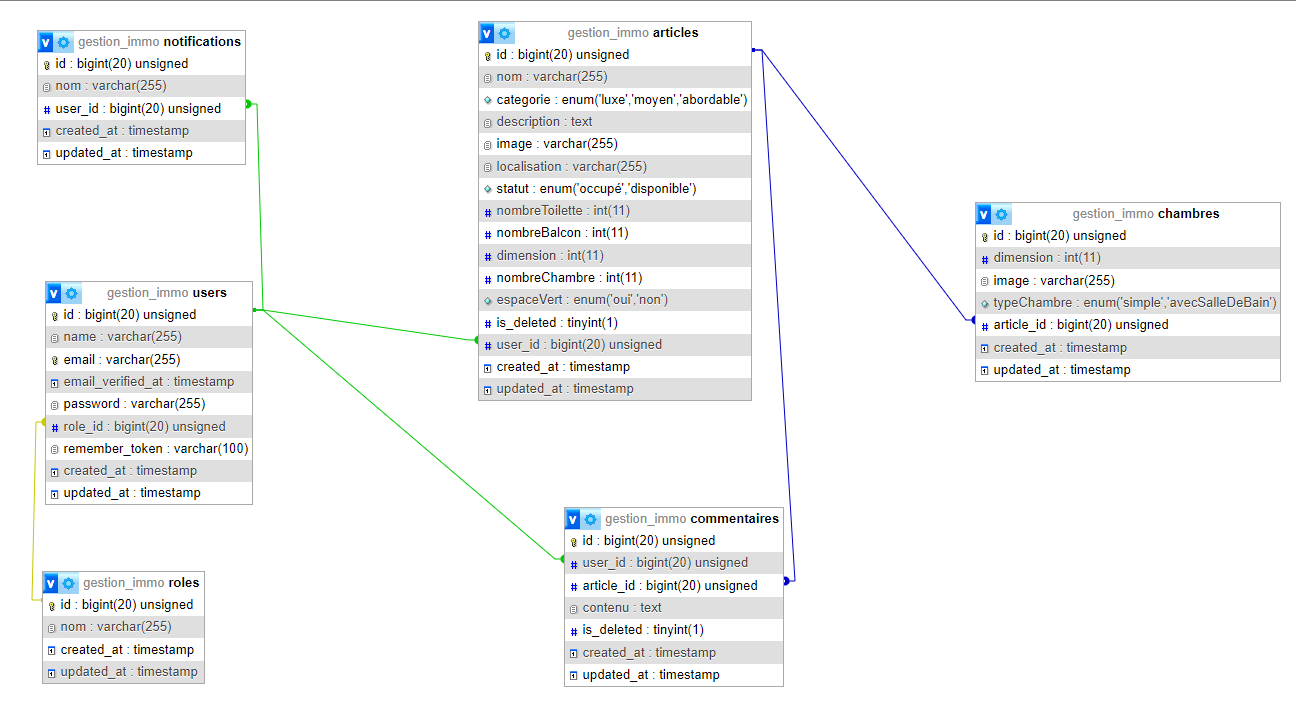 gestion_immo notifications
id : bigint(20) unsigned
nom : varchar(255)
user_id : bigint(20) unsigned
created_at : timestamp
updated_at : timestamp
gestion_immo articles
id : bigint(20) unsigned
nom : varchar(255)
categorie : enum('luxe','moyen','abordable')
description : text
image : varchar(255)
localisation : varchar(255)
statut : enum('occupé','disponible')
nombreToilette : int(11)
nombreBalcon : int(11)
dimension : int(11)
nombreChambre : int(11)
espaceVert : enum('oui','non')
is_deleted : tinyint(1)
user_id : bigint(20) unsigned
created_at : timestamp
updated_at : timestamp
gestion_immo chambres
id : bigint(20) unsigned
dimension : int(11)
image : varchar(255)
typeChambre : enum('simple','avecSalleDeBain')
article_id : bigint(20) unsigned
created_at : timestamp
updated_at : timestamp
gestion_immo users
id : bigint(20) unsigned
name : varchar(255)
email : varchar(255)
email_verified_at : timestamp
password : varchar(255)
role_id : bigint(20) unsigned
remember_token : varchar(100)
created_at : timestamp
updated_at : timestamp
gestion_immo commentaires
id : bigint(20) unsigned
user_id : bigint(20) unsigned
article_id : bigint(20) unsigned
contenu : text
is_deleted : tinyint(1)
created_at : timestamp
updated_at : timestamp
gestion_immo roles
id : bigint(20) unsigned
nom : varchar(255)
created_at : timestamp
updated_at : timestamp